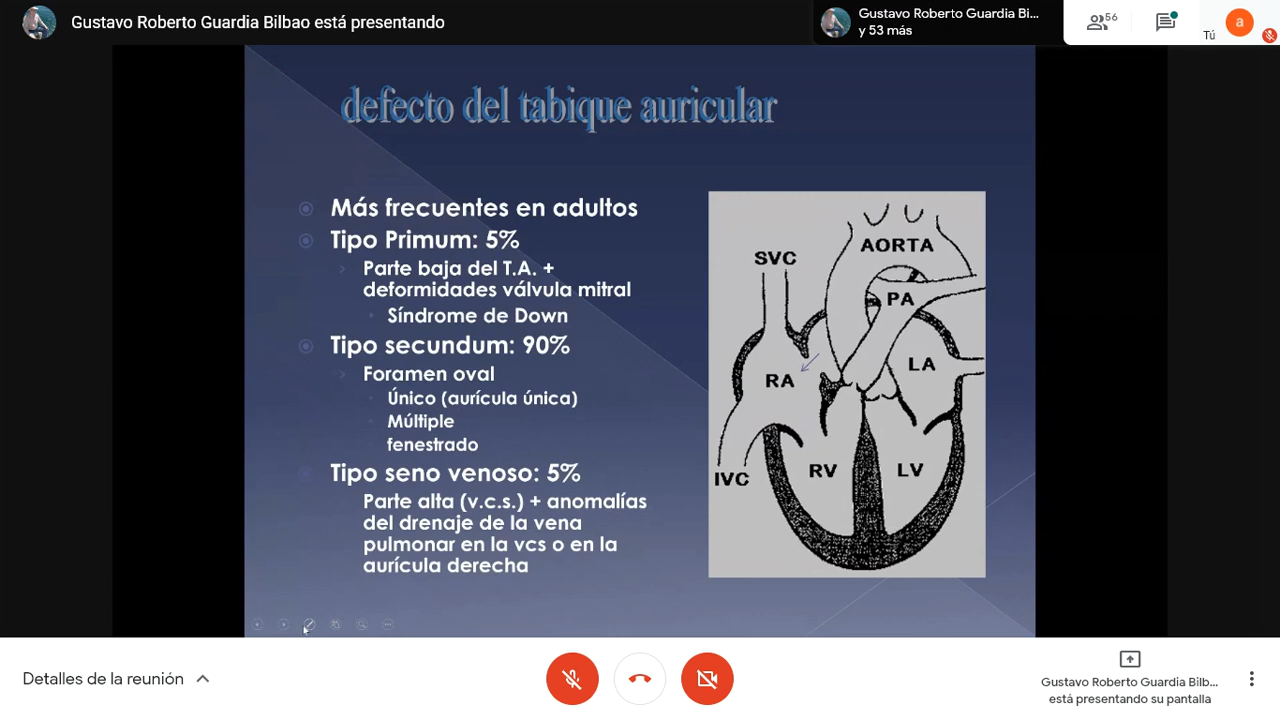 Gustavo Roberto Guardia Bilbao está presentando
Gustavo Roberto Guardia Bi...
y 53 más
56
Tú
a
defecto del tabique auricular
Más frecuentes en adultos
Tipo Primum: 5%
Parte baja del T.A. +
deformidades válvula mitral
Síndrome de Down
Tipo secundum: 90%
Foramen oval
Único (aurícula única)
Múltiple
fenestrado
Tipo seno venoso: 5%
Parte alta (v.c.s.) + anomalías
del drenaje de la vena
pulmonar en la vcs o en la
aurícula derecha
AORTA
SVC
PA
LA
RA
RV
LV
IVC
Detalles de la reunión
Gustavo Roberto Guardia Bilb...
está presentando su pantalla